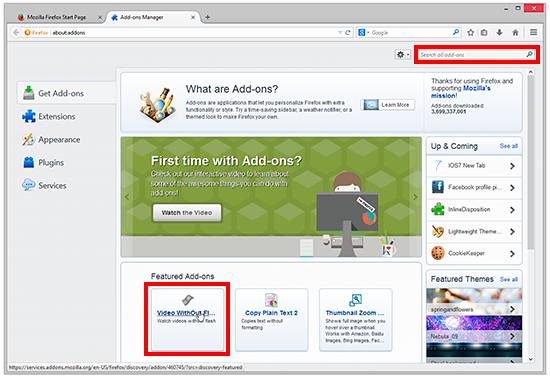 Mozilla Firefox Start Page
Add-ons Manager
Firefox
about:addons
Google
Search all add-ons
Get Add-ons
Extensions
Appearance
Plugins
Services
What are Add-ons?
Add-ons are applications that let you personalize Firefox with
extra functionality or style. Try a time-saving sidebar, a weather notifier, or a
themed look to make Firefox your own.
Learn More
Thanks for using Firefox and
supporting Mozilla's
mission!
Add-ons downloaded:
3,699,337,001
First time with Add-ons?
Check out our interactive video to learn about
some of the awesome things you can do with
add-ons!
Watch the Video
Up & Coming
See all
IOS7 New Tab
Facebook profile pi...
InlineDisposition
Lightweight Theme...
CookieKeeper
Featured Add-ons
Video WithOut Fl...
Watch videos without flash
Copy Plain Text 2
Copies text without
formatting
Thumbnail Zoom ...
Shows full image when you
hover over a thumbnail.
Works with Amazon, Baidu
Images, Bing Images, Fac...
Featured Themes
See all
springandflowers
Nebula_09
https://services.addons.mozilla.org/en-US/firefox/discovery/addon/460745/?src=discovery-featured